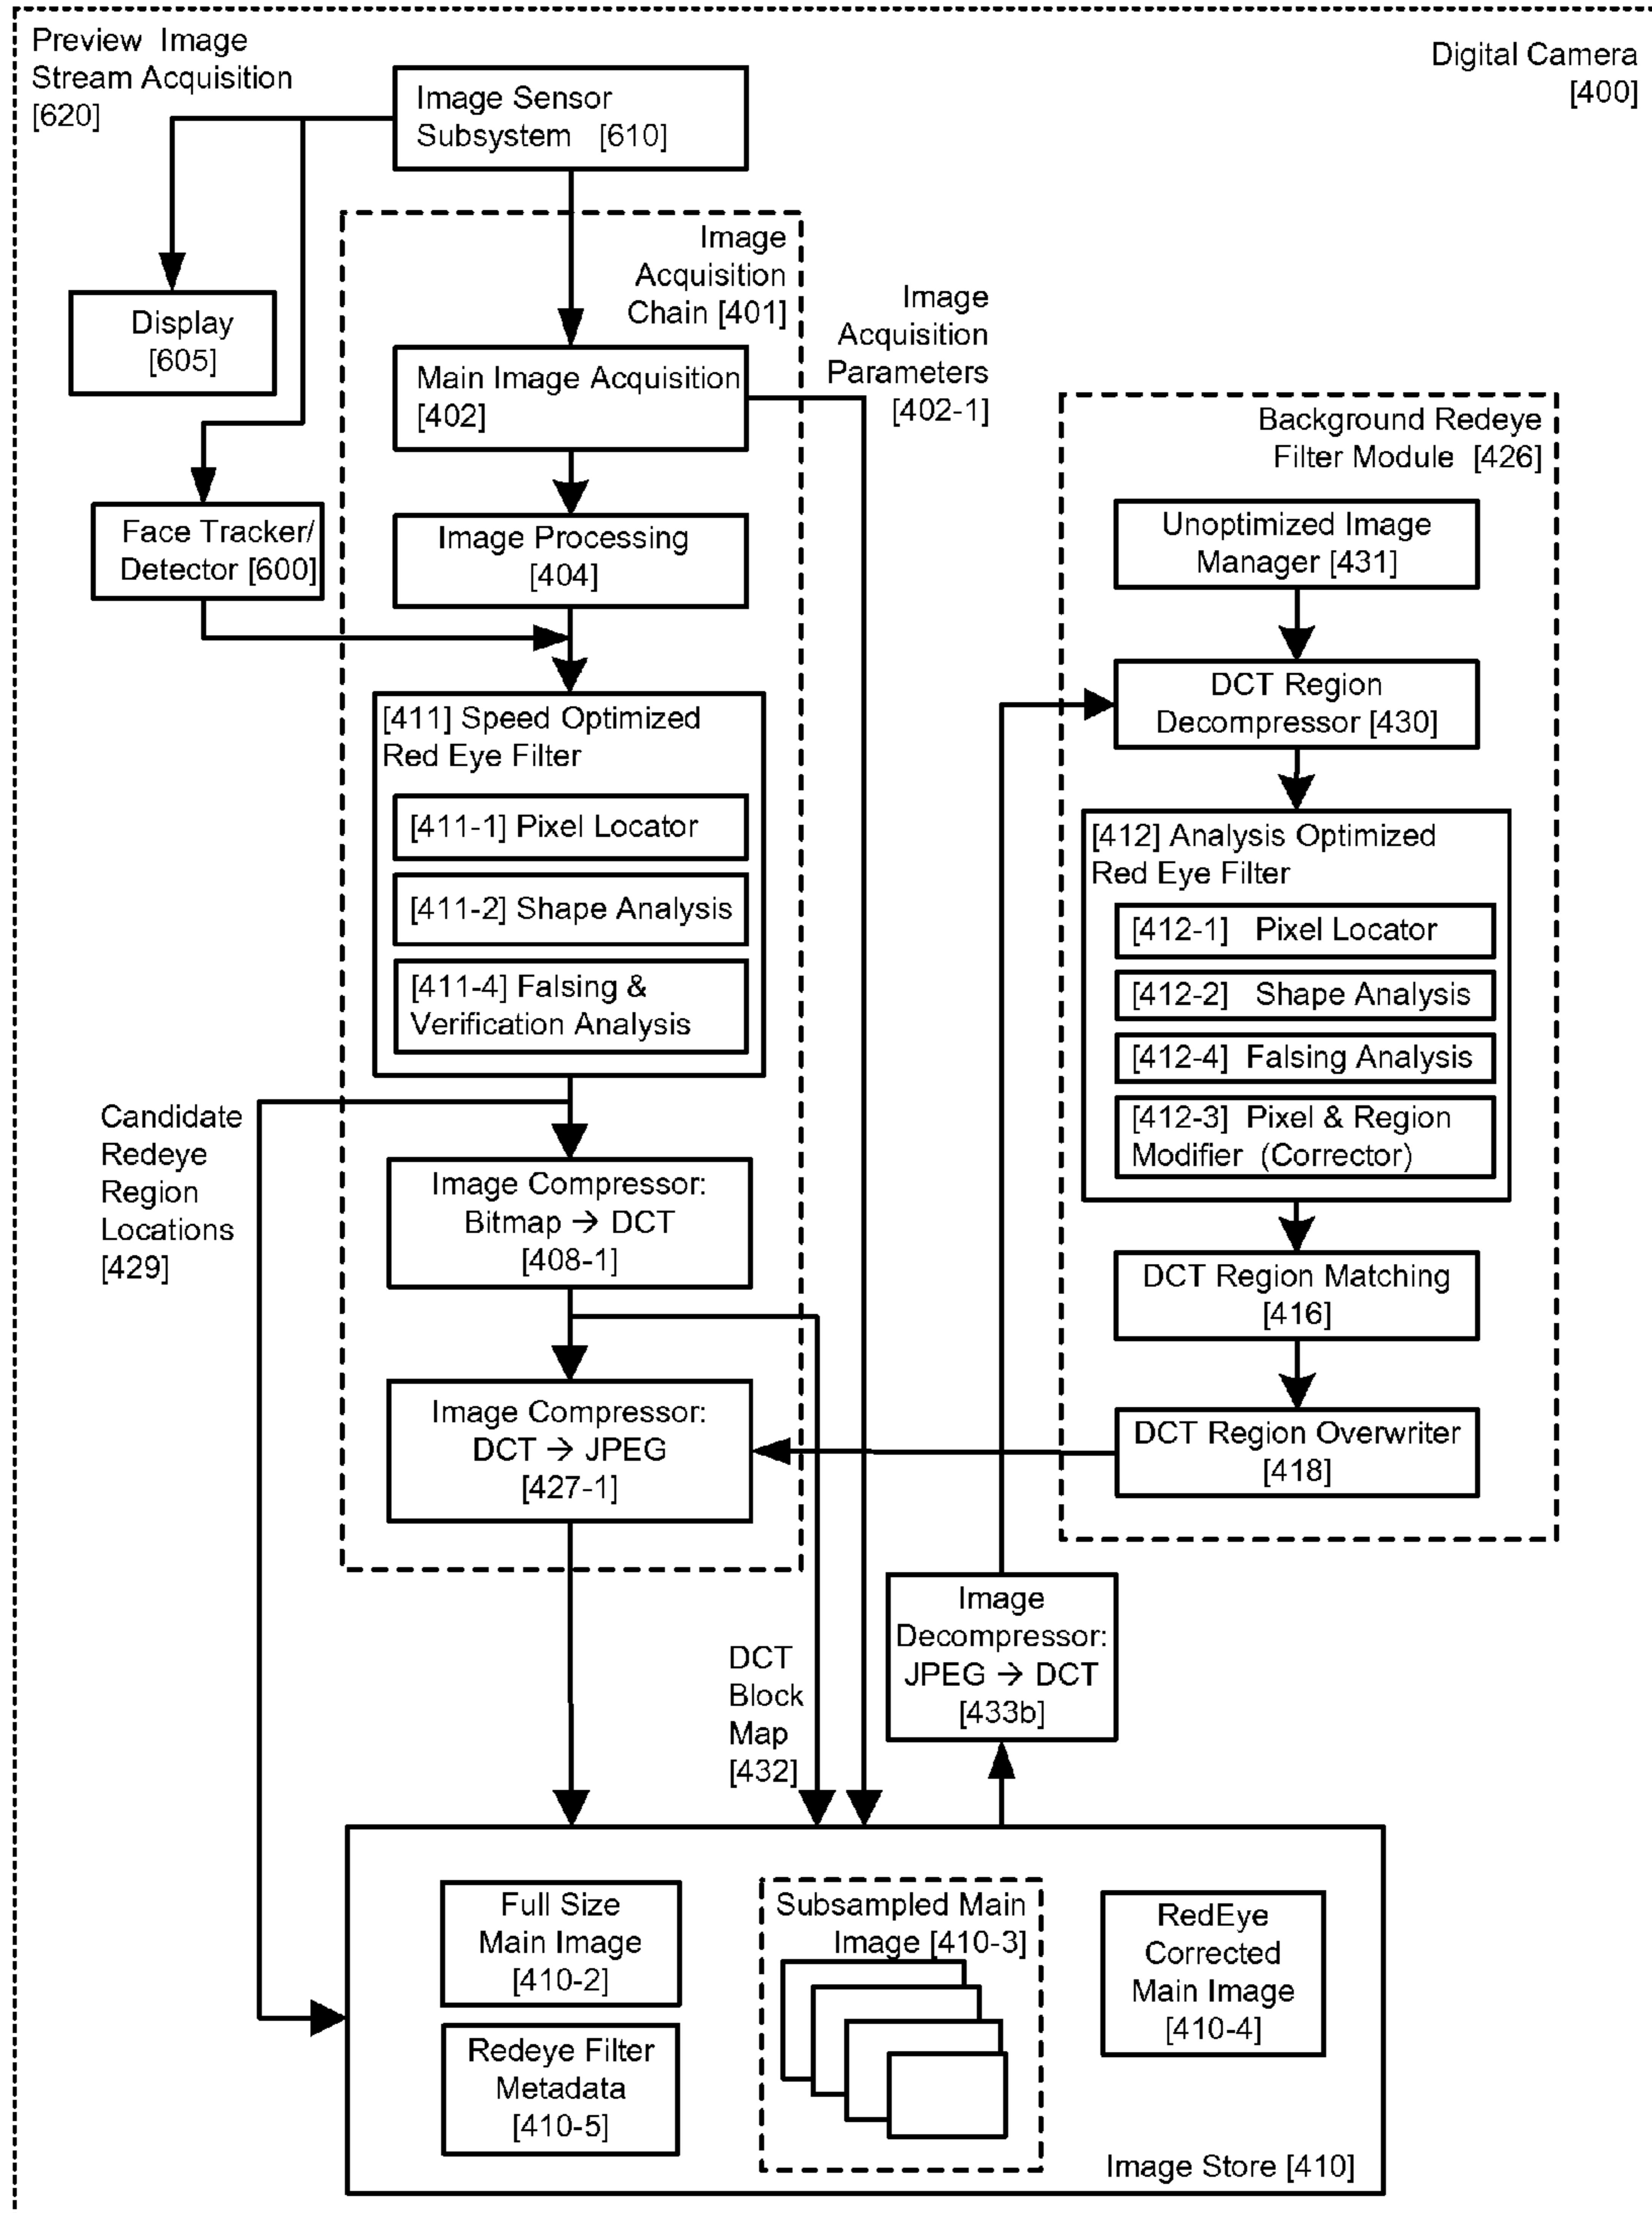 Preview Image
Stream Acquisition
[620]
Digital Camera
[400]
Image Sensor
Subsystem [610]
Image
Acquisition
Chain [401]
Display
[605]
Image
Acquisition
Parameters
[402-1]
Main Image Acquisition
[402]
Background Redeye
Filter Module [426]
Face Tracker/
Detector [600]
Image Processing
[404]
Unoptimized Image
Manager [431]
DCT Region
Decompressor [430]
[411] Speed Optimized
Red Eye Filter
[411-1] Pixel Locator
[411-2] Shape Analysis
[411-4] Falsing &
Verification Analysis
[412] Analysis Optimized
Red Eye Filter
[412-1] Pixel Locator
[412-2] Shape Analysis
[412-4] Falsing Analysis
[412-3] Pixel & Region
Modifier (Corrector)
Candidate
Redeye
Region
Locations
[429]
Image Compressor:
Bitmap → DCT
[408-1]
DCT Region Matching
[416]
Image Compressor:
DCT → JPEG
[427-1]
DCT Region Overwriter
[418]
Image
Decompressor:
JPEG → DCT
[433b]
DCT
Block
Map
[432]
Full Size
Main Image
[410-2]
Subsampled Main
Image [410-3]
RedEye
Corrected
Main Image
[410-4]
Redeye Filter
Metadata
[410-5]
Image Store [410]